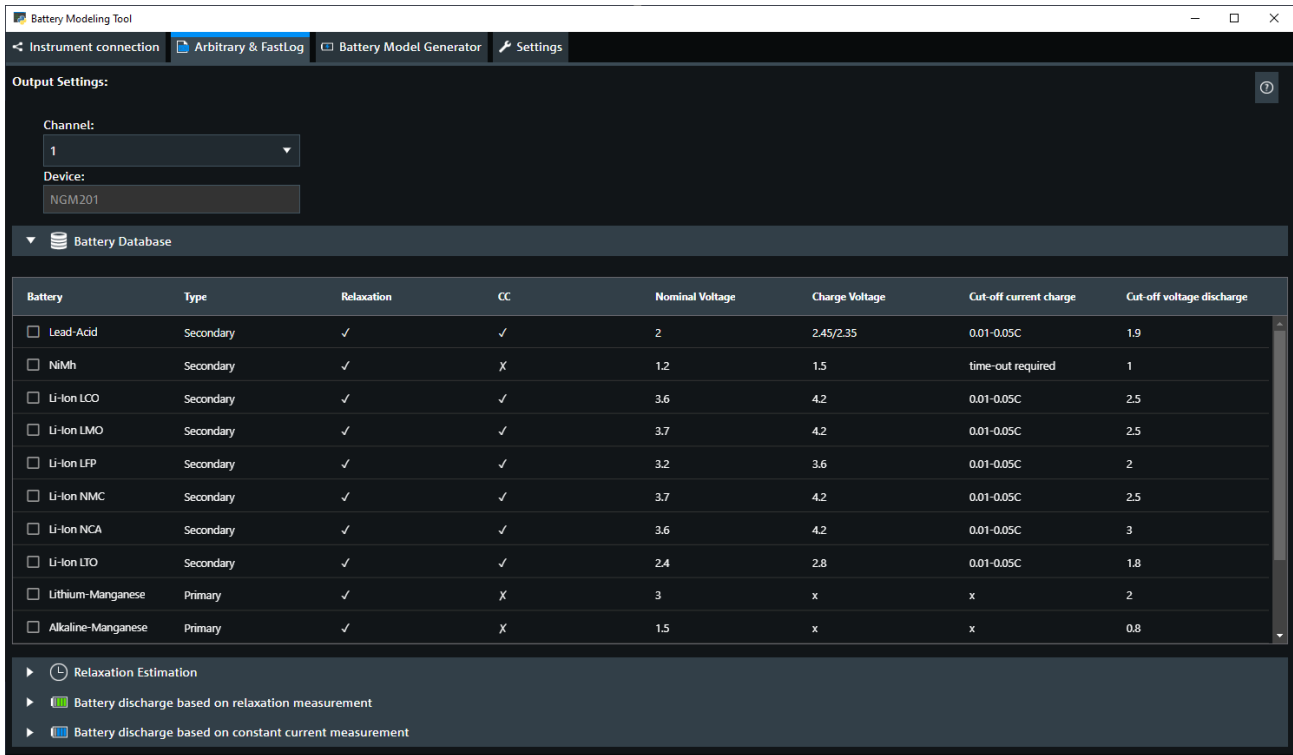 Battery Modeling Tool
Instrument connection Arbitrary & FastLog Battery Model Generator Settings
Output Settings:
Channel:
1
Device:
NGM201
Battery Database
Battery Type Relaxation CC Nominal Voltage Charge Voltage Cut-off current charge Cut-off voltage discharge
Lead-Acid Secondary ✓ ✓ 2 2.45/2.35 0.01-0.05C 1.9
NiMh Secondary ✓ ✗ 1.2 1.5 time-out required 1
Li-Ion LCO Secondary ✓ ✓ 3.6 4.2 0.01-0.05C 2.5
Li-Ion LMO Secondary ✓ ✓ 3.7 4.2 0.01-0.05C 2.5
Li-Ion LFP Secondary ✓ ✓ 3.2 3.6 0.01-0.05C 2
Li-Ion NMC Secondary ✓ ✓ 3.7 4.2 0.01-0.05C 2.5
Li-Ion NCA Secondary ✓ ✓ 3.6 4.2 0.01-0.05C 3
Li-Ion LTO Secondary ✓ ✓ 2.4 2.8 0.01-0.05C 1.8
Lithium-Manganese Primary ✓ ✗ 3 x x 2
Alkaline-Manganese Primary ✓ ✗ 1.5 x x 0.8
Relaxation Estimation
Battery discharge based on relaxation measurement
Battery discharge based on constant current measurement